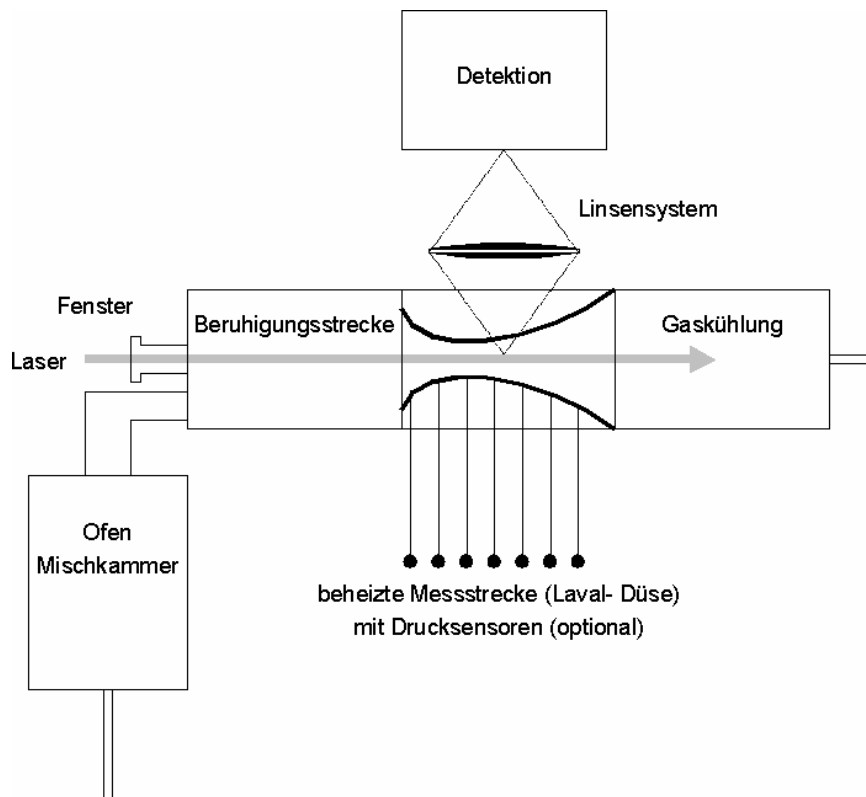 Detektion
Linsensystem
Fenster
Beruhigungsstrecke
Gaskühlung
Laser
Ofen
Mischkammer
beheizte Messstrecke (Laval- Düse)
mit Drucksensoren (optional)